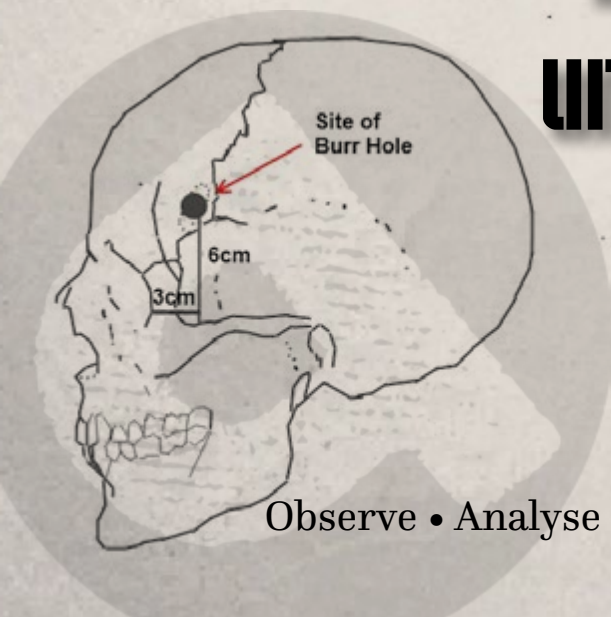 Site of
Burr Hole
6cm
3cm
Observe • Analyse